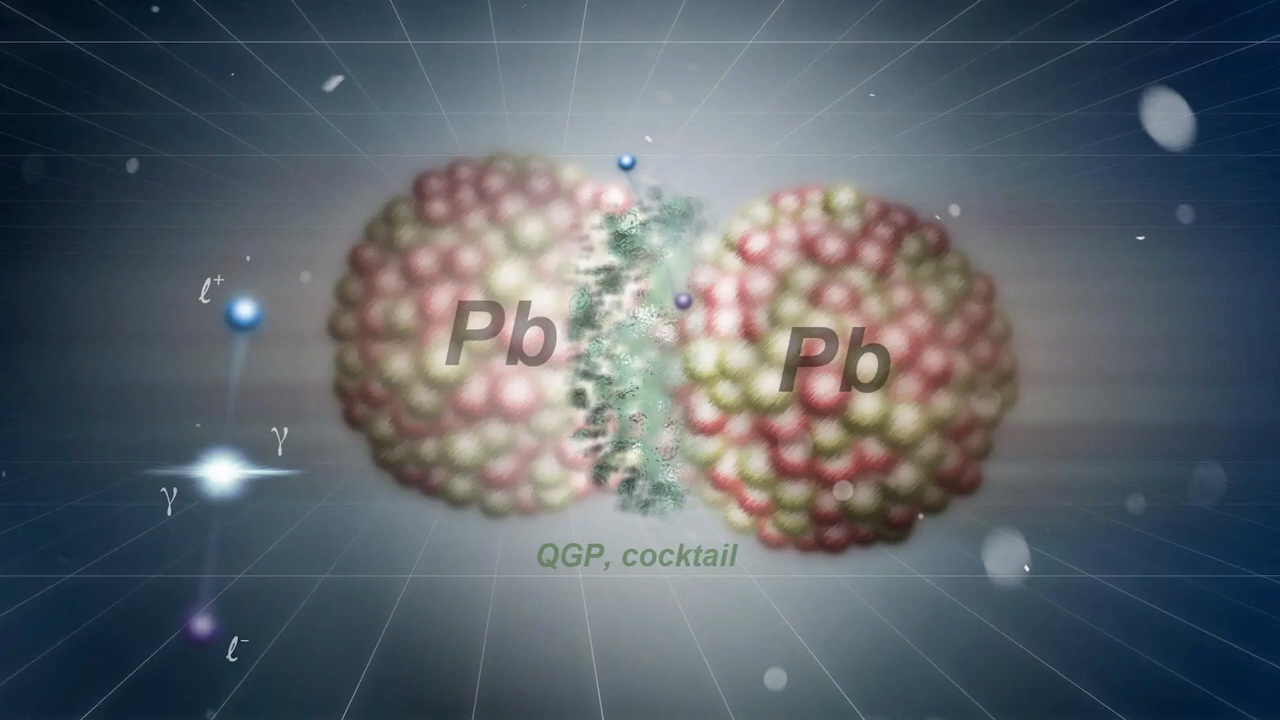 ℓ⁺
Pb
Pb
γ
γ
QGP, cocktail
ℓ⁻